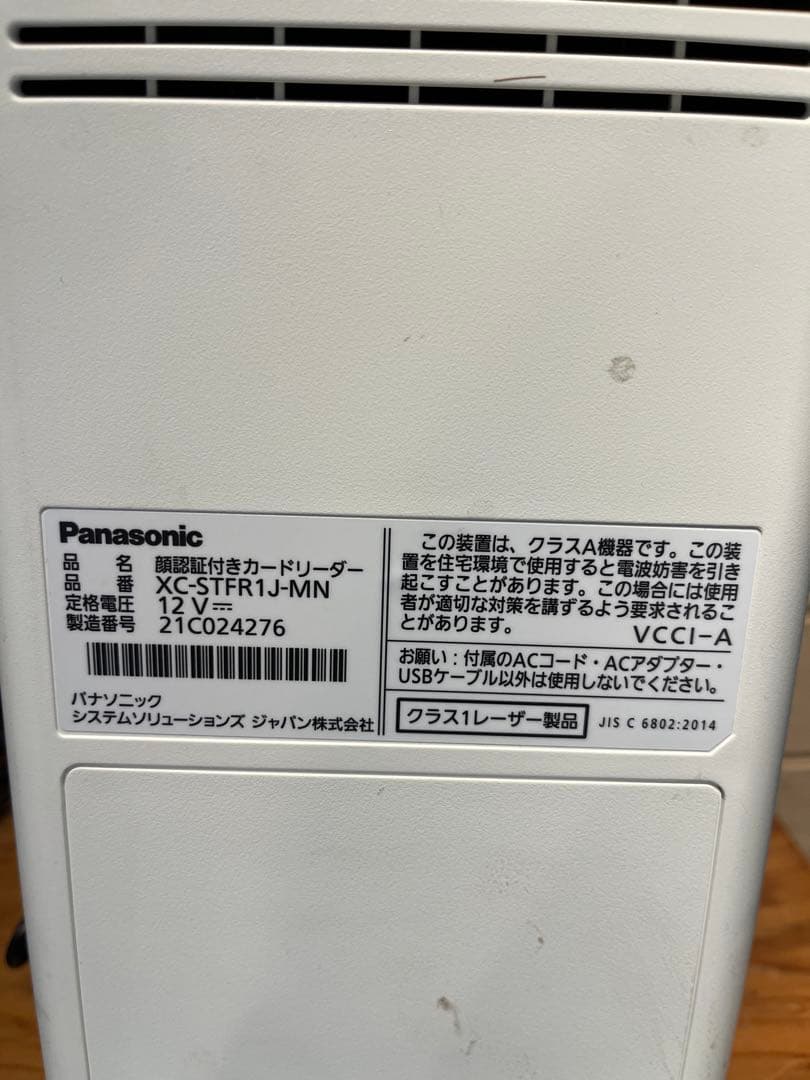 Panasonic
品 名 顔認証付きカードリーダー
品 番 XC-STFR1J-MN
定格電圧 12 V⎓
製造番号 21C024276
パナソニック
システムソリューションズ ジャパン株式会社
この装置は、クラスA機器です。この装
置を住宅環境で使用すると電波妨害を引き
起こすことがあります。この場合には使用
者が適切な対策を講ずるよう要求されるこ
とがあります。
VCCI-A
お願い：付属のACコード・ACアダプター・
USBケーブル以外は使用しないでください。
クラス1レーザー製品 JIS C 6802:2014